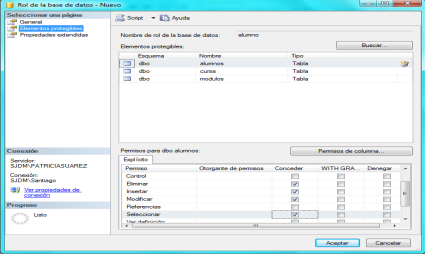 Rol de la base de datos - Nuevo
Seleccionar una página
General
Elementos protegibles
Propiedades extendidas
Script
Ayuda
Nombre de rol de la base de datos: alumno
Elementos protegibles:
Buscar...
Esquema Nombre Tipo
dbo alumnos Tabla
dbo cursa Tabla
dbo modulos Tabla
Conexión
Servidor:
SJDM\PATRICIASUAREZ
Conexión:
SJDM\Santiago
Ver propiedades de
conexión
Progreso
Listo
Permisos para dbo alumnos:
Permisos de columna...
Explícito
Permiso Otorgante de permisos Conceder WITH GRA... Denegar
Control
Eliminar
Insertar
Modificar
Referencias
Seleccionar
Ver definición
Aceptar
Cancelar